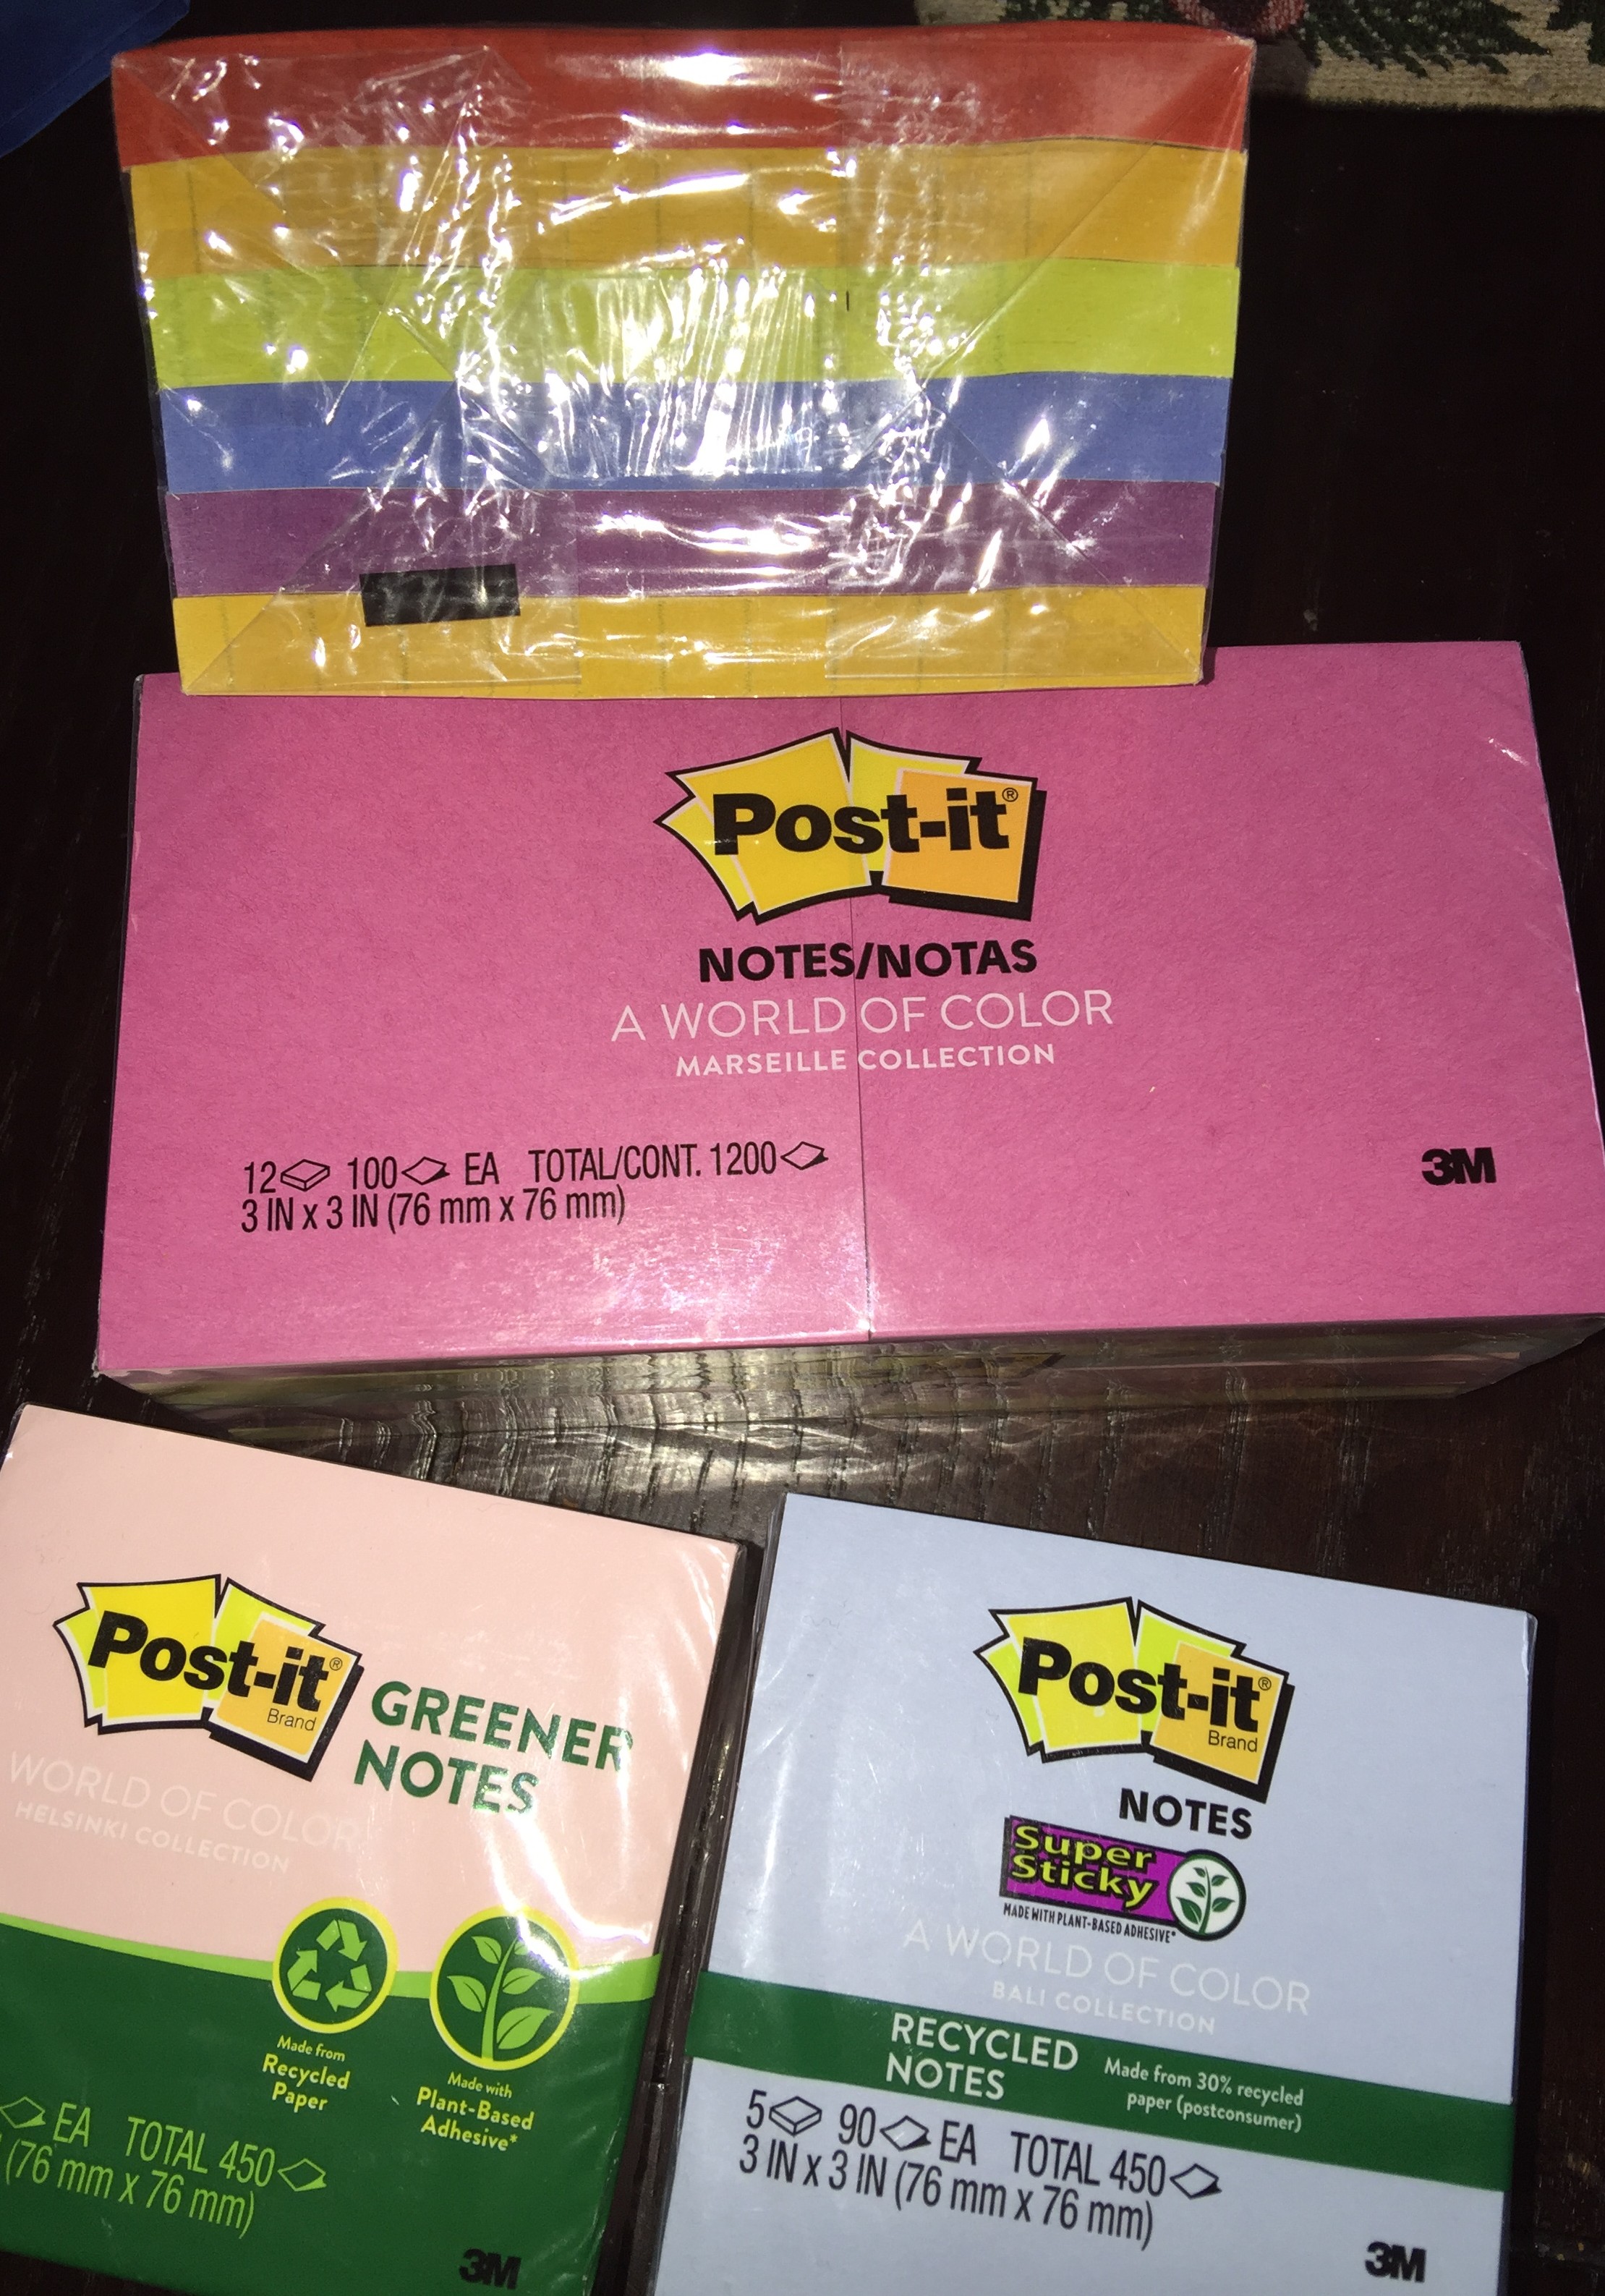 Post-it®
NOTES/NOTAS
A WORLD OF COLOR
MARSEILLE COLLECTION
12 100 EA TOTAL/CONT. 1200
3 IN x 3 IN (76 mm x 76 mm)
3M
Post-it®
Brand
GREENER
NOTES
WORLD OF COLOR
HELSINKI COLLECTION
Made from
Recycled
Paper
Made with
Plant-Based
Adhesive*
EA TOTAL 450
(76 mm x 76 mm)
3M
Post-it®
Brand
NOTES
Super
Sticky
MADE WITH PLANT-BASED ADHESIVE*
A WORLD OF COLOR
BALI COLLECTION
RECYCLED
NOTES
Made from 30% recycled
paper (postconsumer)
5 90 EA TOTAL 450
3 IN x 3 IN (76 mm x 76 mm)
3M